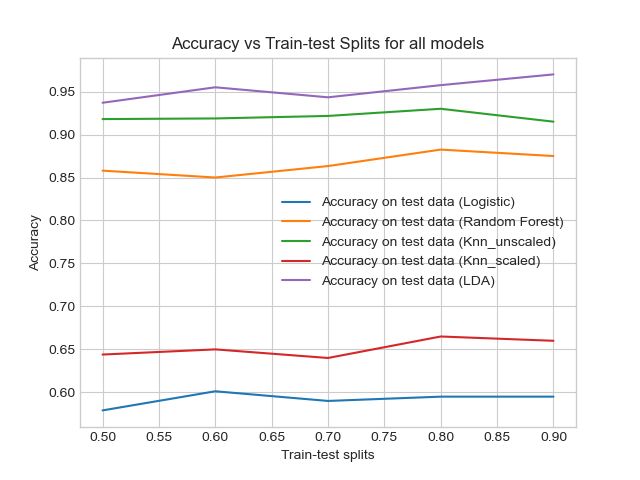 Accuracy vs Train-test Splits for all models
Accuracy
0.95
0.90
0.85
0.80
0.75
0.70
0.65
0.60
Accuracy on test data (Logistic)
Accuracy on test data (Random Forest)
Accuracy on test data (Knn_unscaled)
Accuracy on test data (Knn_scaled)
Accuracy on test data (LDA)
0.50 0.55 0.60 0.65 0.70 0.75 0.80 0.85 0.90
Train-test splits